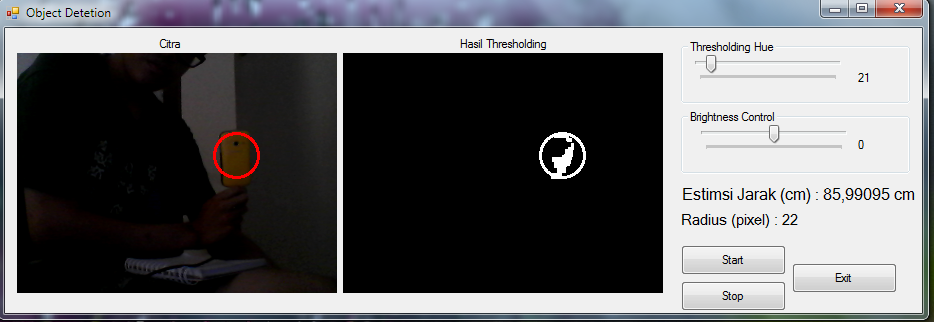 Object Detetion
Citra
Hasil Thresholding
Thresholding Hue
21
Brightness Control
0
Estimsi Jarak (cm) : 85,99095 cm
Radius (pixel) : 22
Start
Exit
Stop